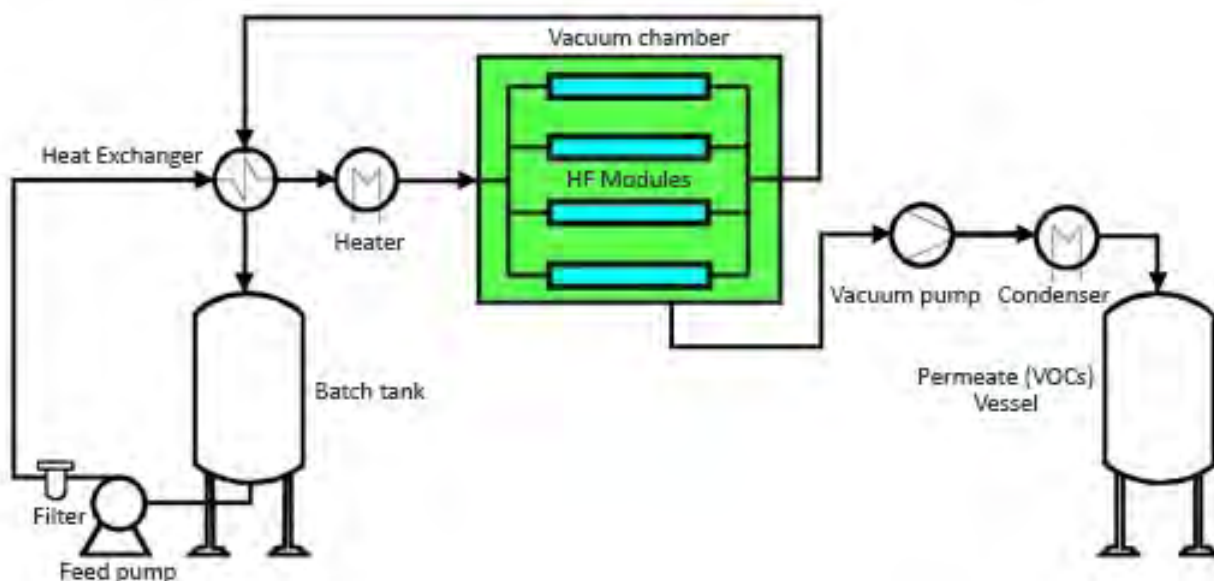 Vacuum chamber
Heat Exchanger
HF Modules
Heater
Vacuum pump
Condenser
Batch tank
Permeate (VOCs)
Vessel
Filter
Feed pump